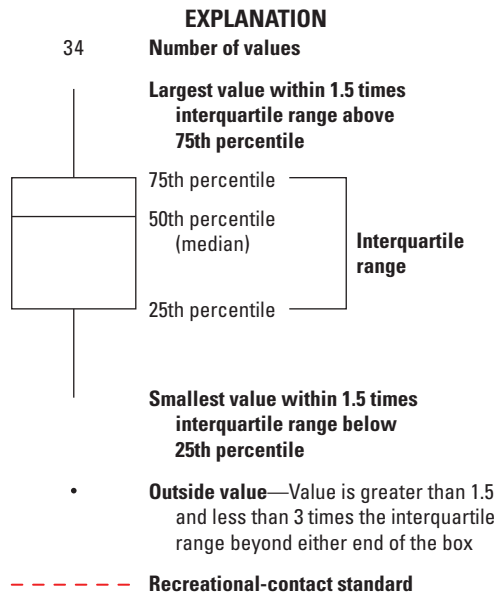 EXPLANATION
34 Number of values
Largest value within 1.5 times
interquartile range above
75th percentile
75th percentile
50th percentile
(median)
Interquartile
range
25th percentile
Smallest value within 1.5 times
interquartile range below
25th percentile
Outside value—Value is greater than 1.5
and less than 3 times the interquartile
range beyond either end of the box
Recreational-contact standard